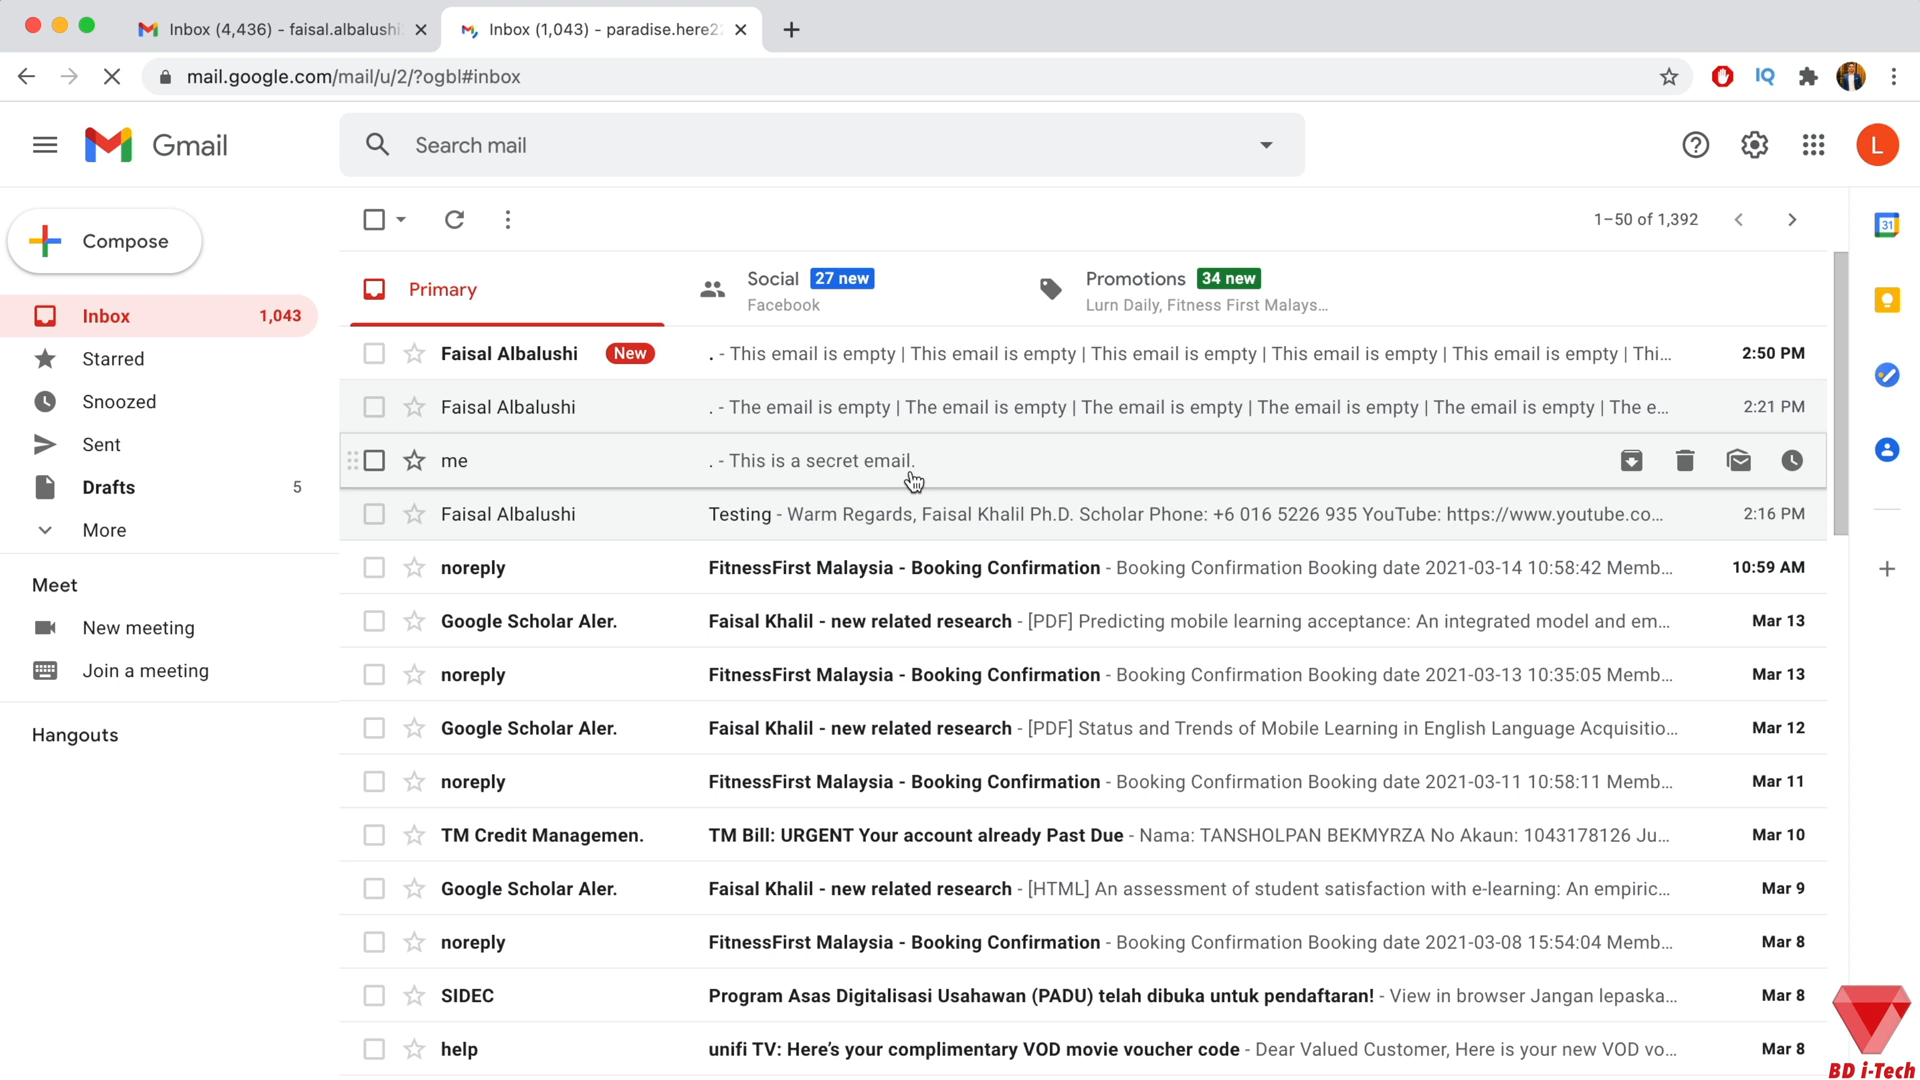 Inbox (4,436) - faisal.albalushi
Inbox (1,043) - paradise.here22
mail.google.com/mail/u/2/?ogbl#inbox
IQ
Gmail
Search mail
L
Compose
1–50 of 1,392
31
Primary
Social 27 new
Facebook
Promotions 34 new
Lurn Daily, Fitness First Malays...
Inbox 1,043
Starred
Snoozed
Sent
Drafts 5
More
Meet
New meeting
Join a meeting
Hangouts
Faisal Albalushi New . - This email is empty | This email is empty | This email is empty | This email is empty | This email is empty | Thi... 2:50 PM
Faisal Albalushi . - The email is empty | The email is empty | The email is empty | The email is empty | The email is empty | The e... 2:21 PM
me . - This is a secret email.
Faisal Albalushi Testing - Warm Regards, Faisal Khalil Ph.D. Scholar Phone: +6 016 5226 935 YouTube: https://www.youtube.co... 2:16 PM
noreply FitnessFirst Malaysia - Booking Confirmation - Booking Confirmation Booking date 2021-03-14 10:58:42 Memb... 10:59 AM
Google Scholar Aler. Faisal Khalil - new related research - [PDF] Predicting mobile learning acceptance: An integrated model and em... Mar 13
noreply FitnessFirst Malaysia - Booking Confirmation - Booking Confirmation Booking date 2021-03-13 10:35:05 Memb... Mar 13
Google Scholar Aler. Faisal Khalil - new related research - [PDF] Status and Trends of Mobile Learning in English Language Acquisitio... Mar 12
noreply FitnessFirst Malaysia - Booking Confirmation - Booking Confirmation Booking date 2021-03-11 10:58:11 Memb... Mar 11
TM Credit Managemen. TM Bill: URGENT Your account already Past Due - Nama: TANSHOLPAN BEKMYRZA No Akaun: 1043178126 Ju... Mar 10
Google Scholar Aler. Faisal Khalil - new related research - [HTML] An assessment of student satisfaction with e-learning: An empiric... Mar 9
noreply FitnessFirst Malaysia - Booking Confirmation - Booking Confirmation Booking date 2021-03-08 15:54:04 Memb... Mar 8
SIDEC Program Asas Digitalisasi Usahawan (PADU) telah dibuka untuk pendaftaran! - View in browser Jangan lepaska... Mar 8
help unifi TV: Here's your complimentary VOD movie voucher code - Dear Valued Customer, Here is your new VOD vo... Mar 8
BD i-Tech